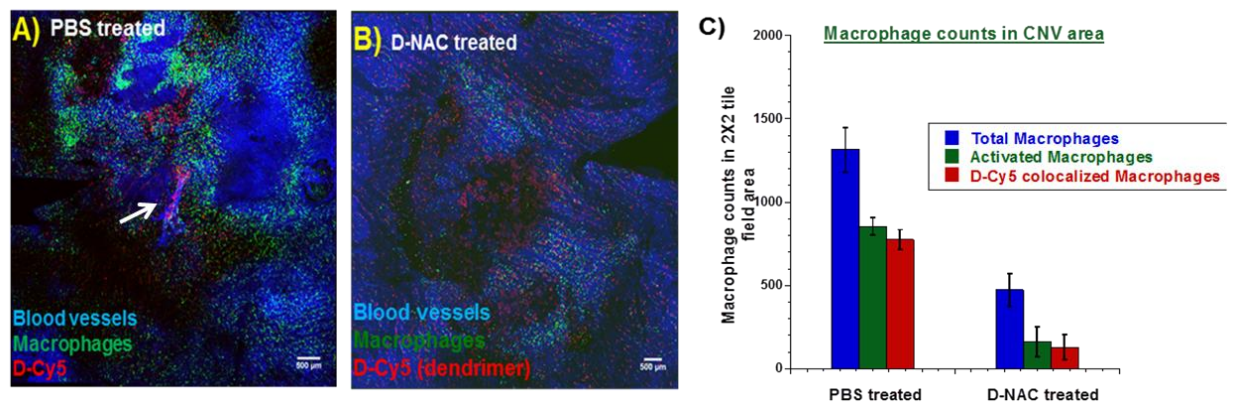 A) PBS treated
Blood vessels
Macrophages
D-Cy5
500 µm
B) D-NAC treated
Blood vessels
Macrophages
D-Cy5 (dendrimer)
500 µm
C)
Macrophage counts in CNV area
Macrophage counts in 2X2 tile
field area
2000
1500
1000
500
0
Total Macrophages
Activated Macrophages
D-Cy5 colocalized Macrophages
PBS treated
D-NAC treated